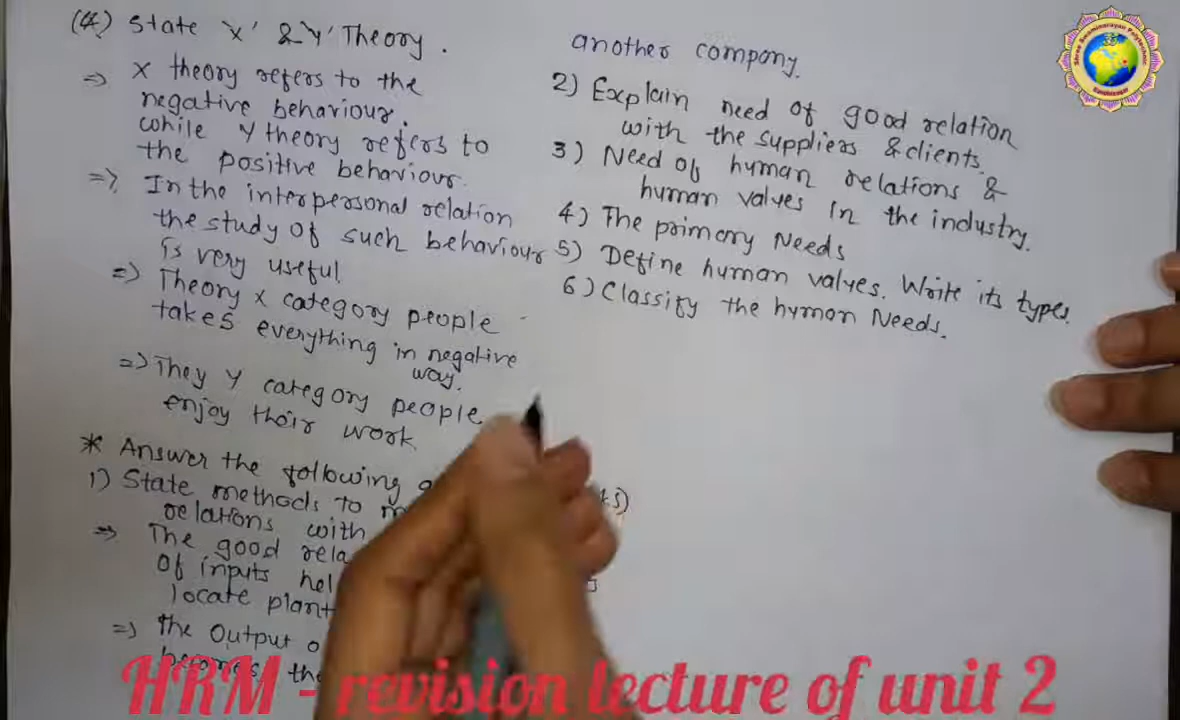 (4) State 'X' & 'Y' Theory.
=> X theory refers to the
negative behaviour.
while Y theory refers to
the positive behaviour.
=> In the interpersonal relation
the study of such behaviour
is very useful.
=> Theory X category people
takes everything in negative
way.
=> They Y category people
enjoy their work
* Answer the following
1) State methods to
relations with
=> The good
of inputs
locate plant
=> The Output
becomes the
another company.
2) Explain need of good relation
with the suppliers & clients.
3) Need of human relations &
human values in the industry.
4) The primary Needs
5) Define human values. Write its types.
6) Classify the human Needs.
HRM - revision lecture of unit 2